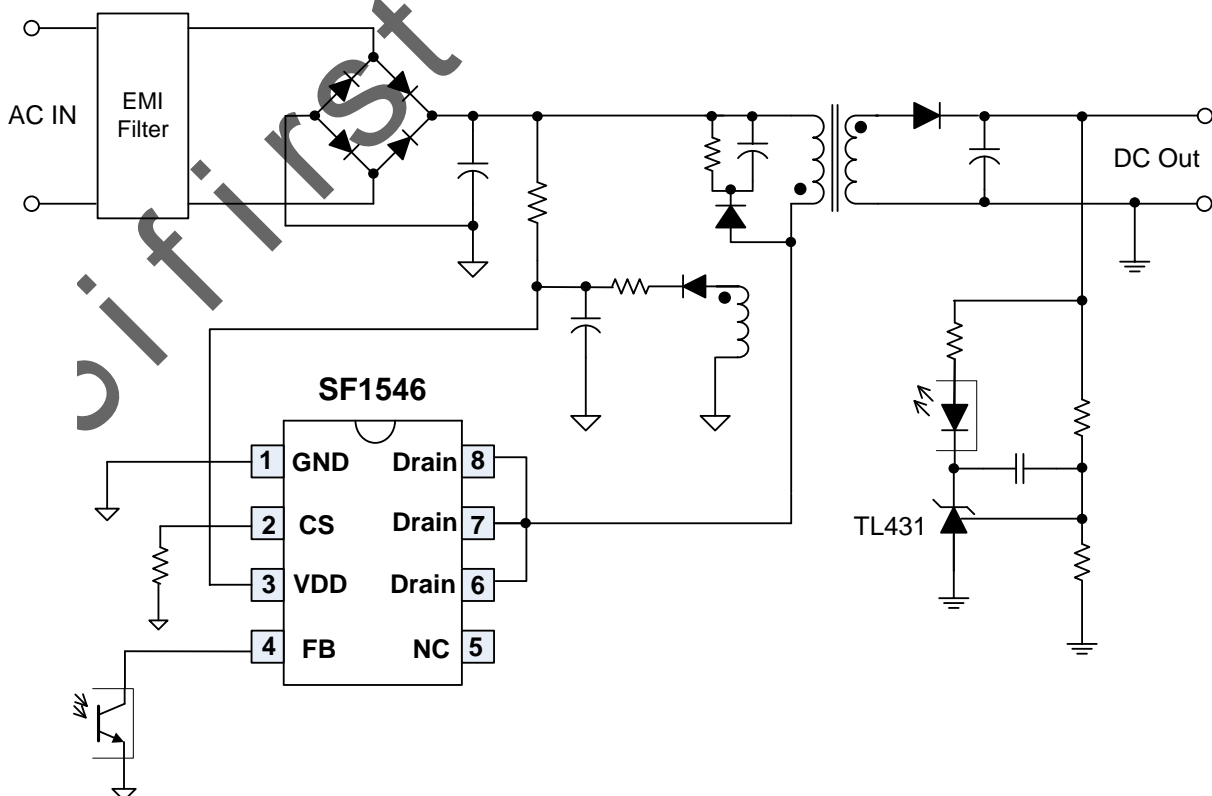 AC IN
EMI
Filter
DC Out
SF1546
1 GND Drain 8
2 CS Drain 7
3 VDD Drain 6
4 FB NC 5
TL431
ifirst